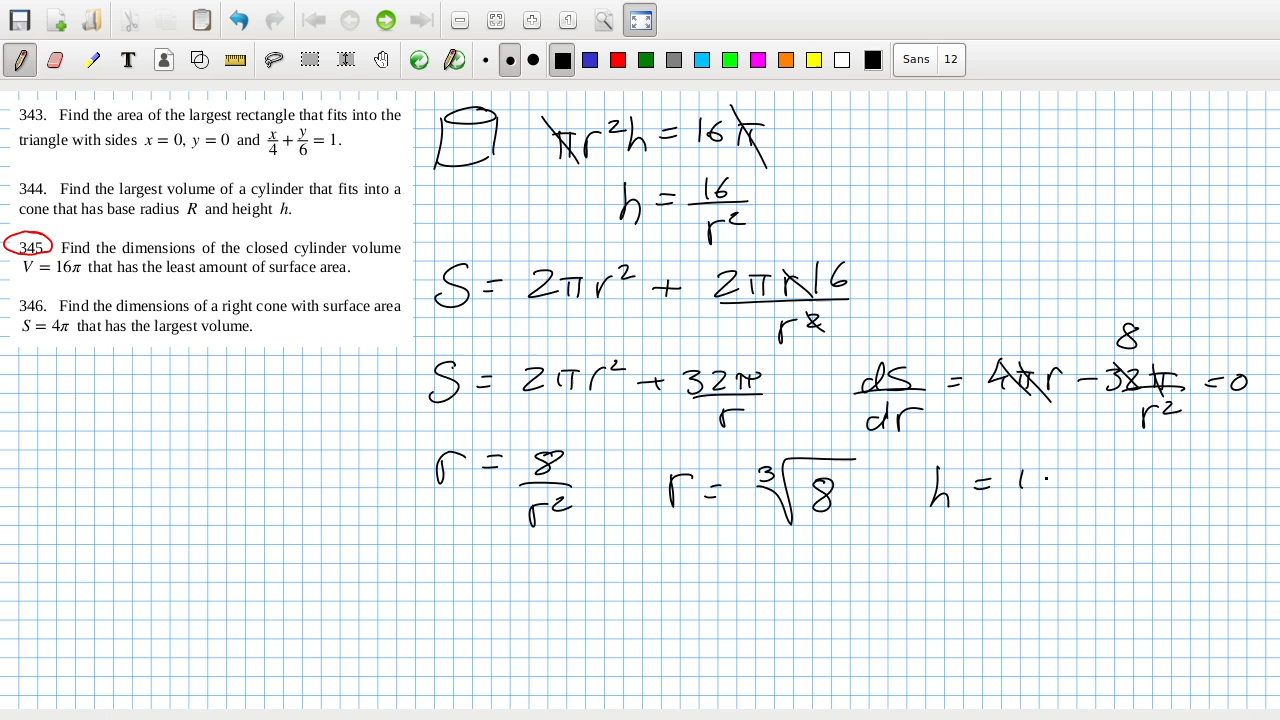 Sans 12
343. Find the area of the largest rectangle that fits into the
triangle with sides x = 0, y = 0 and x/4 + y/6 = 1.
344. Find the largest volume of a cylinder that fits into a
cone that has base radius R and height h.
345. Find the dimensions of the closed cylinder volume
V = 16π that has the least amount of surface area.
346. Find the dimensions of a right cone with surface area
S = 4π that has the largest volume.
πr²h = 16π
h = 16/r²
S = 2πr² + 2πr16/r²
S = 2πr² + 32π/r
dS/dr = 4πr - 32π/r² = 0
8
r = 8/r²
r = ∛8
h = 1